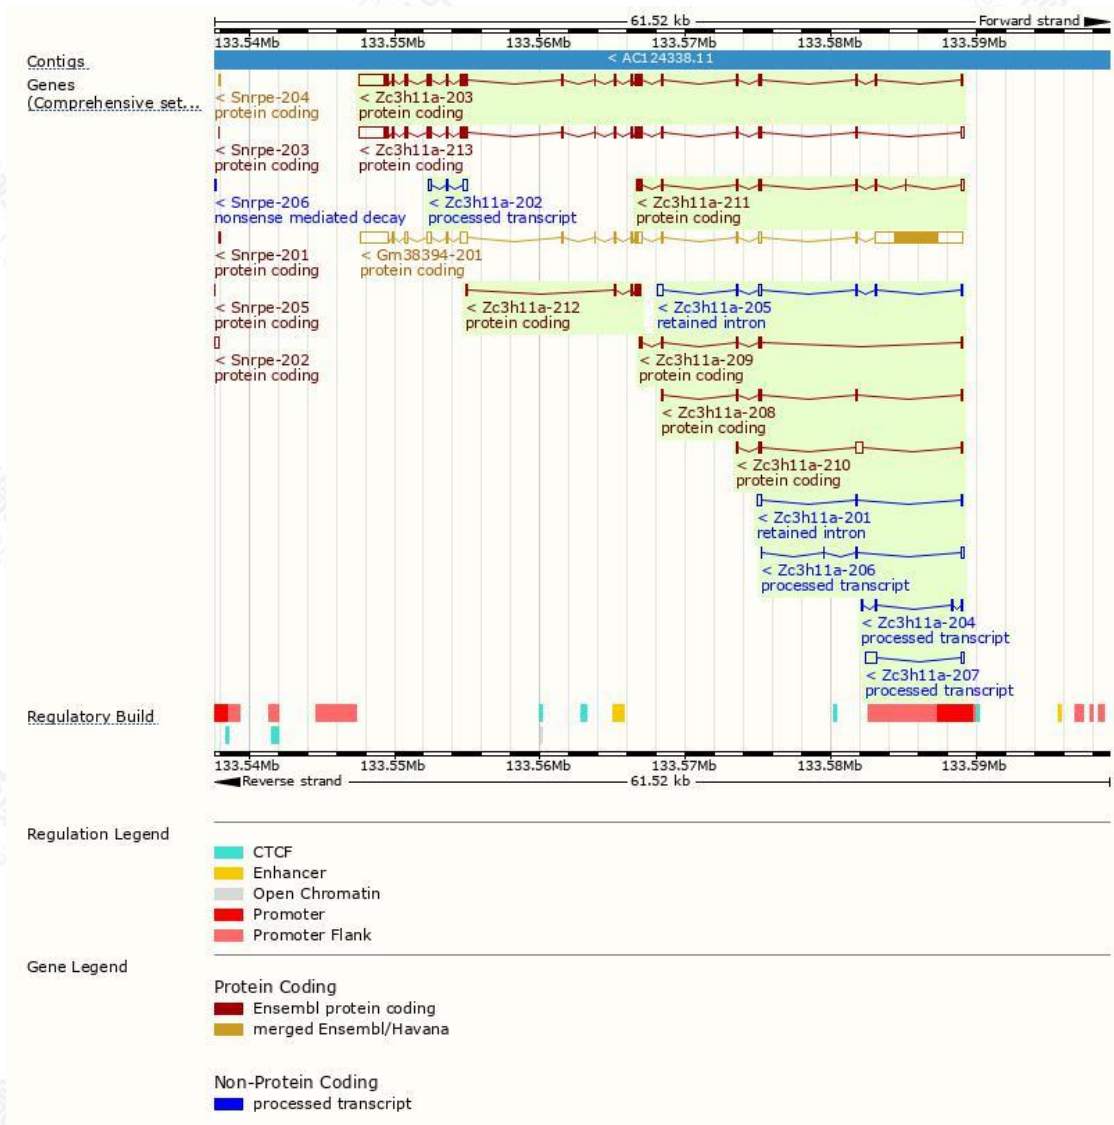 61.52 kb Forward strand
133.54Mb 133.55Mb 133.56Mb 133.57Mb 133.58Mb 133.59Mb
Contigs < AC124338.11
Genes
(Comprehensive set...
< Snrpe-204 < Zc3h11a-203
protein coding protein coding
< Snrpe-203 < Zc3h11a-213
protein coding protein coding
< Snrpe-206 < Zc3h11a-202 < Zc3h11a-211
nonsense mediated decay processed transcript protein coding
< Snrpe-201 < Gm38394-201
protein coding protein coding
< Snrpe-205 < Zc3h11a-212 < Zc3h11a-205
protein coding protein coding retained intron
< Snrpe-202 < Zc3h11a-209
protein coding protein coding
< Zc3h11a-208
protein coding
< Zc3h11a-210
protein coding
< Zc3h11a-201
retained intron
< Zc3h11a-206
processed transcript
< Zc3h11a-204
processed transcript
< Zc3h11a-207
processed transcript
Regulatory Build
133.54Mb 133.55Mb 133.56Mb 133.57Mb 133.58Mb 133.59Mb
Reverse strand 61.52 kb
Regulation Legend
CTCF
Enhancer
Open Chromatin
Promoter
Promoter Flank
Gene Legend
Protein Coding
Ensembl protein coding
merged Ensembl/Havana
Non-Protein Coding
processed transcript